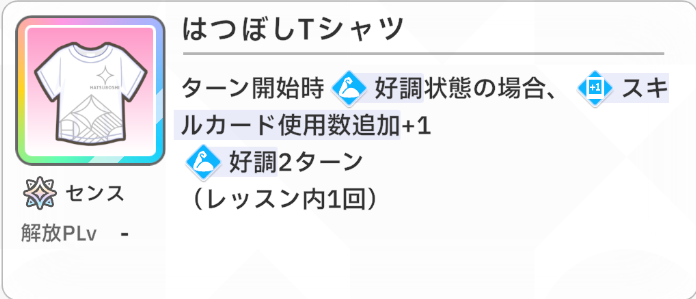 はつぼしTシャツ
HATSUBOSHI
ターン開始時 好調状態の場合、 +1 スキ
ルカード使用数追加+1
好調2ターン
(レッスン内1回)
センス
解放PLv -